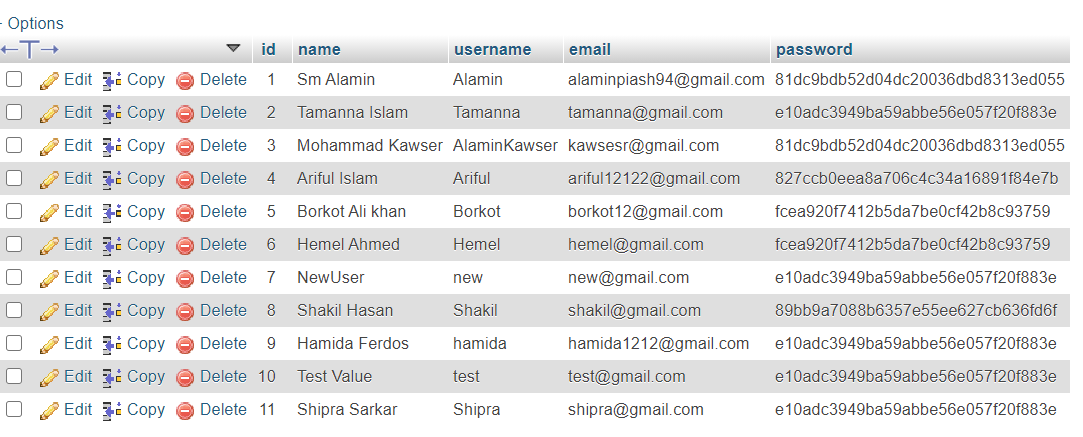 Options
id name username email password
Edit Copy Delete 1 Sm Alamin Alamin alaminpiash94@gmail.com 81dc9bdb52d04dc20036dbd8313ed055
Edit Copy Delete 2 Tamanna Islam Tamanna tamanna@gmail.com e10adc3949ba59abbe56e057f20f883e
Edit Copy Delete 3 Mohammad Kawser AlaminKawser kawsesr@gmail.com 81dc9bdb52d04dc20036dbd8313ed055
Edit Copy Delete 4 Ariful Islam Ariful ariful12122@gmail.com 827ccb0eea8a706c4c34a16891f84e7b
Edit Copy Delete 5 Borkot Ali khan Borkot borkot12@gmail.com fcea920f7412b5da7be0cf42b8c93759
Edit Copy Delete 6 Hemel Ahmed Hemel hemel@gmail.com fcea920f7412b5da7be0cf42b8c93759
Edit Copy Delete 7 NewUser new new@gmail.com e10adc3949ba59abbe56e057f20f883e
Edit Copy Delete 8 Shakil Hasan Shakil shakil@gmail.com 89bb9a7088b6357e55ee627cb636fd6f
Edit Copy Delete 9 Hamida Ferdos hamida hamida1212@gmail.com e10adc3949ba59abbe56e057f20f883e
Edit Copy Delete 10 Test Value test test@gmail.com e10adc3949ba59abbe56e057f20f883e
Edit Copy Delete 11 Shipra Sarkar Shipra shipra@gmail.com e10adc3949ba59abbe56e057f20f883e